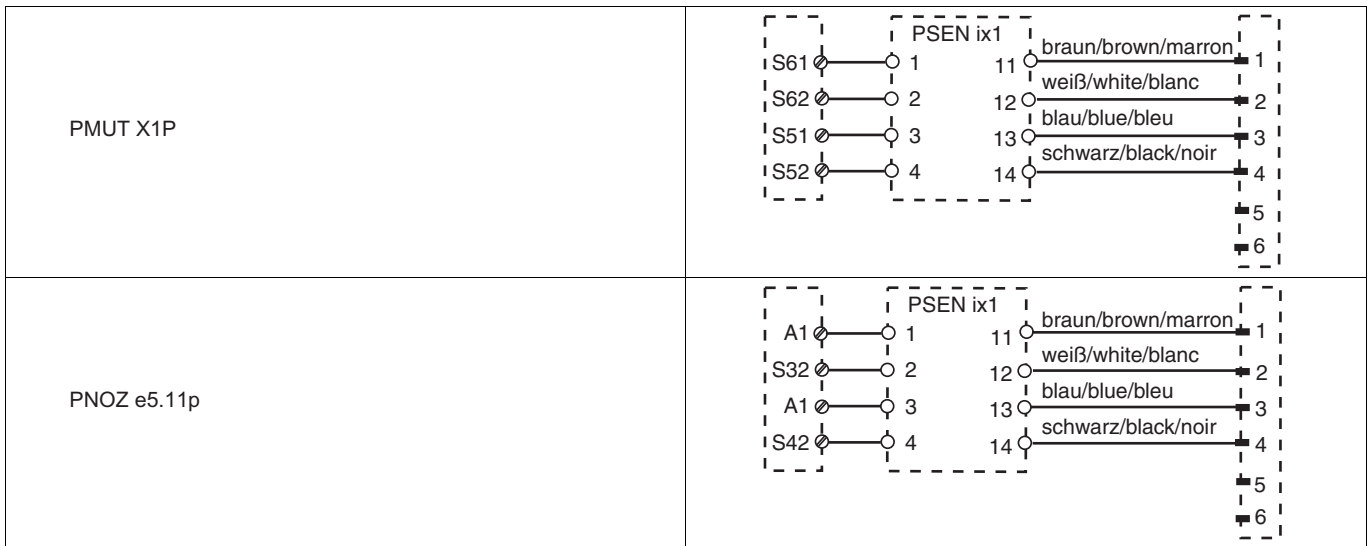 PMUT X1P
PSEN ix1
S61 1 11 braun/brown/marron 1
S62 2 12 weiß/white/blanc 2
S51 3 13 blau/blue/bleu 3
S52 4 14 schwarz/black/noir 4
5
6
PNOZ e5.11p
PSEN ix1
A1 1 11 braun/brown/marron 1
S32 2 12 weiß/white/blanc 2
A1 3 13 blau/blue/bleu 3
S42 4 14 schwarz/black/noir 4
5
6